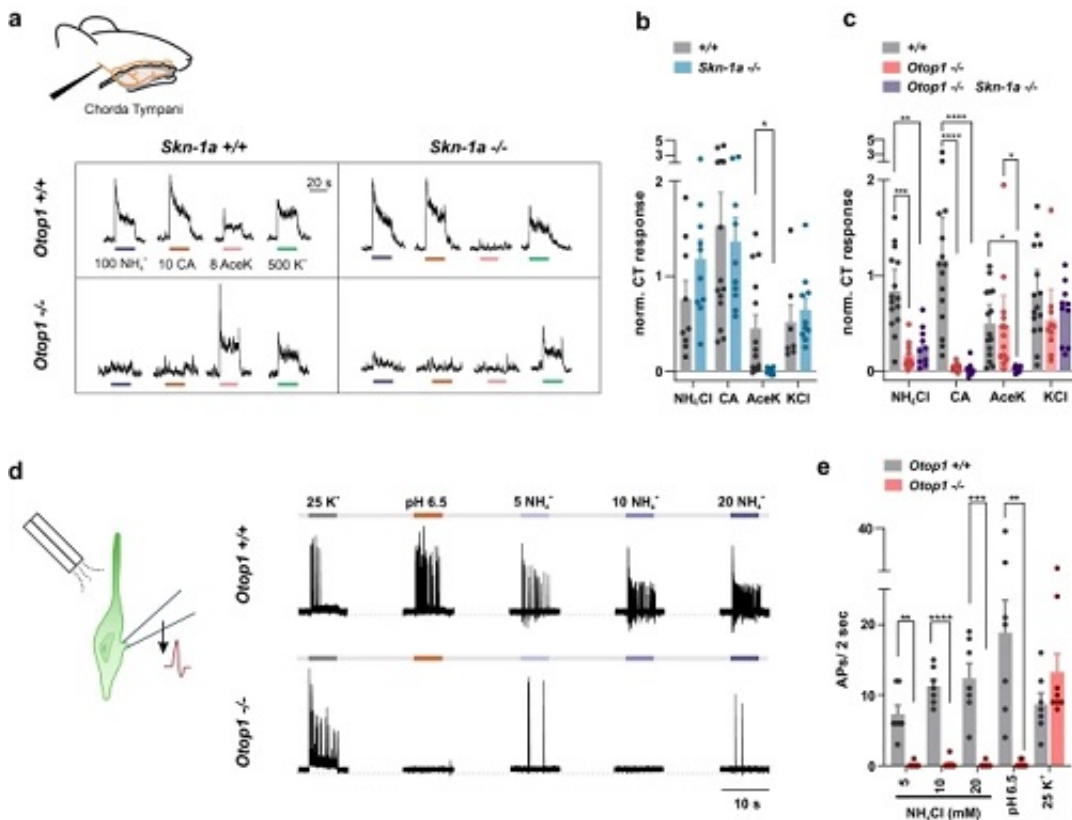 a
Chorda Tympani
Skn-1a +/+ Skn-1a -/-
20 s
Otop1 +/+
100 NH₄⁺ 10 CA 8 AceK 500 K⁺
Otop1 -/-
b
+/+
Skn-1a -/-
*
5
3
2
1
0
norm. CT response
NH₄Cl CA AceK KCl
c
+/+
Otop1 -/-
Otop1 -/- Skn-1a -/-
** **** **** * *** *
5
3
2
1
0
norm. CT response
NH₄Cl CA AceK KCl
d
25 K⁺ pH 6.5 5 NH₄⁺ 10 NH₄⁺ 20 NH₄⁺
Otop1 +/+
Otop1 -/-
10 s
e
Otop1 +/+
Otop1 -/-
** **** *** **
40
20
10
0
APs/ 2 sec
5 10 20 pH 6.5 25 K⁺
NH₄Cl (mM)